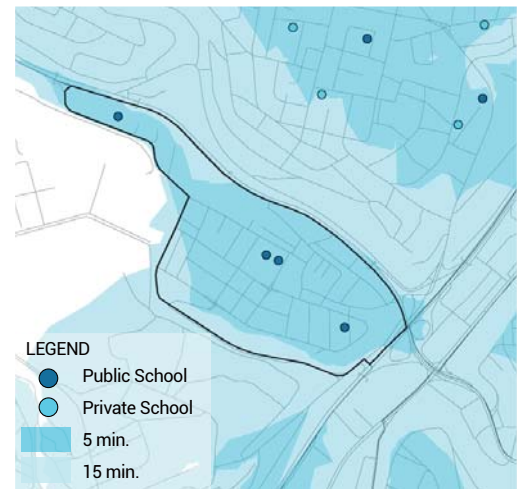 LEGEND
Public School
Private School
5 min.
15 min.